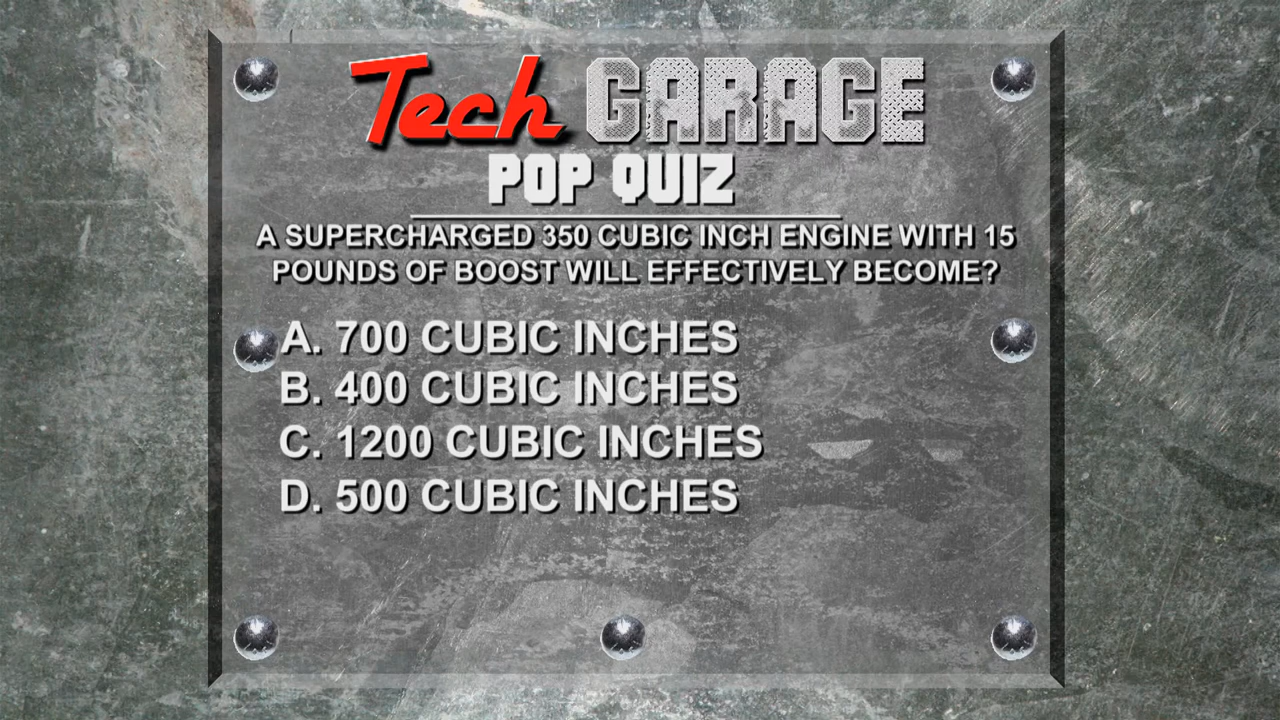 Tech GARAGE
POP QUIZ
A SUPERCHARGED 350 CUBIC INCH ENGINE WITH 15
POUNDS OF BOOST WILL EFFECTIVELY BECOME?
A. 700 CUBIC INCHES
B. 400 CUBIC INCHES
C. 1200 CUBIC INCHES
D. 500 CUBIC INCHES